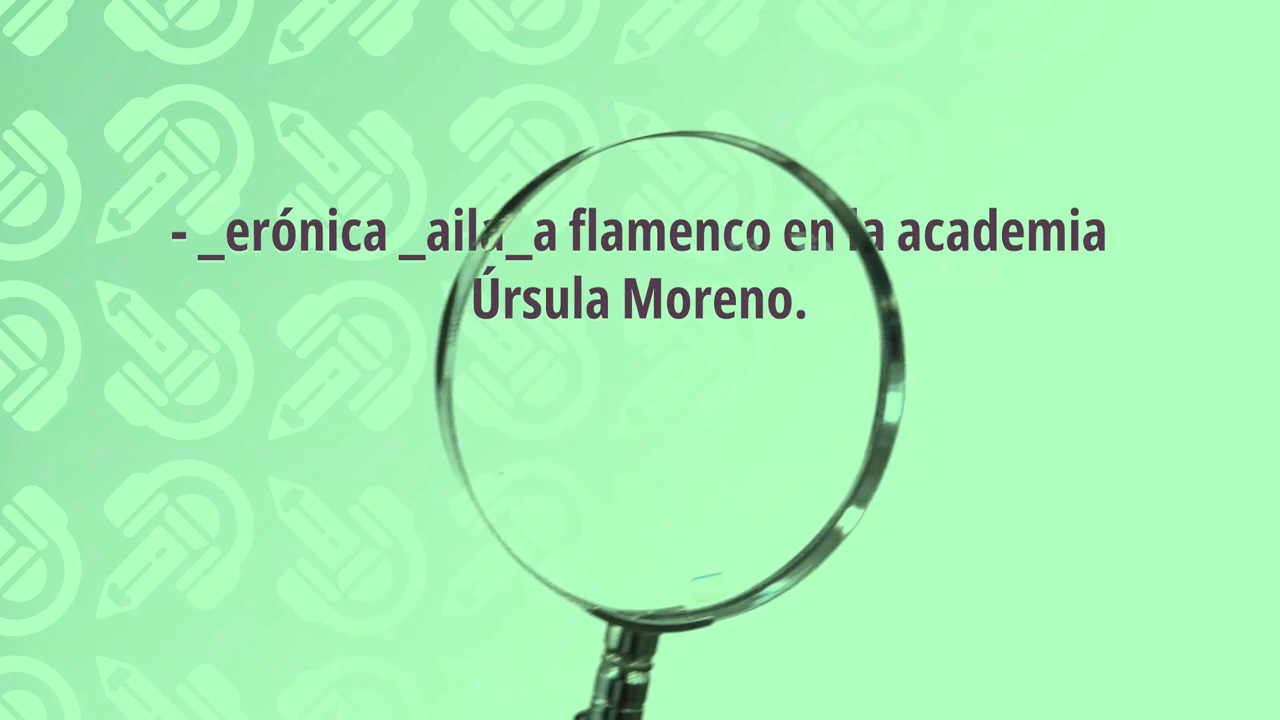 - _erónica _aila_a flamenco en la academia
Úrsula Moreno.